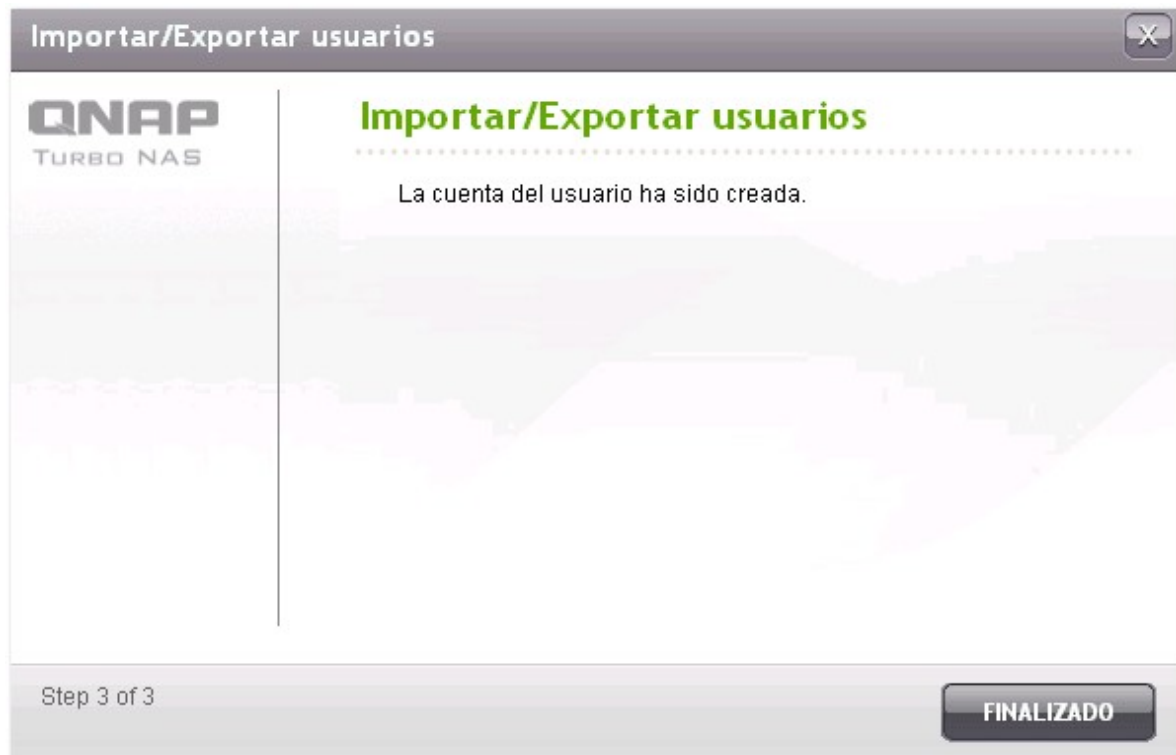 Importar/Exportar usuarios
X
QNAP
TURBO NAS
Importar/Exportar usuarios
La cuenta del usuario ha sido creada.
Step 3 of 3
FINALIZADO